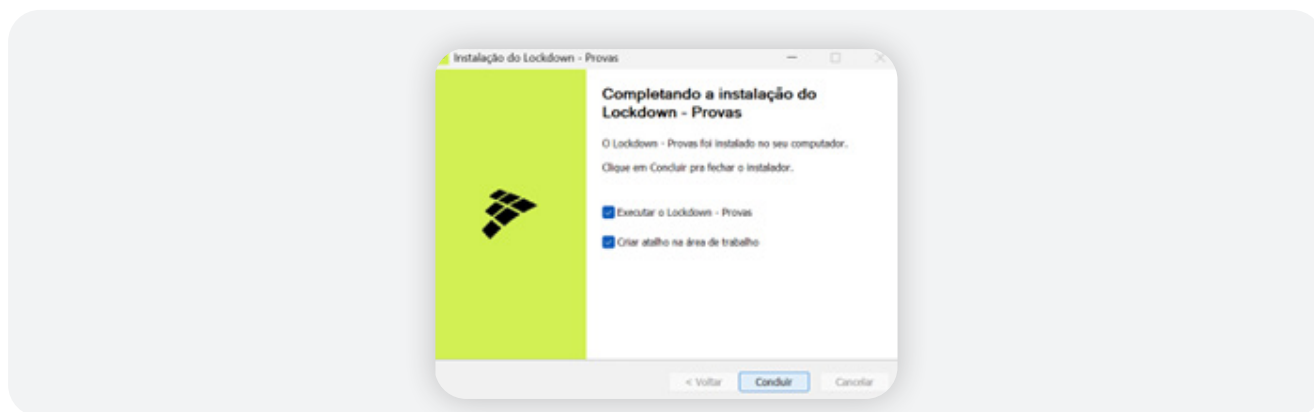 Instalação do Lockdown - Provas
Completando a instalação do
Lockdown - Provas
O Lockdown - Provas foi instalado no seu computador.
Clique em Concluir pra fechar o instalador.
Executar o Lockdown - Provas
Criar atalho na área de trabalho
< Voltar Concluir Cancelar